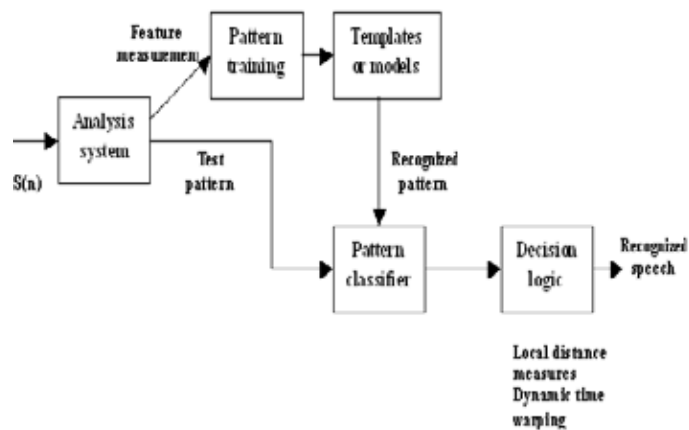 Feature
measurement
Pattern
training
Templates
or models
Analysis
system
S(n)
Test
pattern
Recognized
pattern
Pattern
classifier
Decision
logic
Recognized
speech
Local distance
measures
Dynamic time
warping